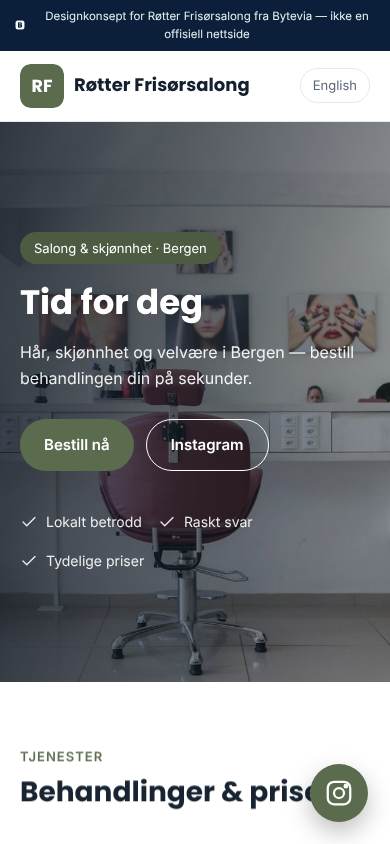 Designkonsept for Røtter Frisørsalong fra Bytevia — ikke en
offisiell nettside
RF
Røtter Frisørsalong
English
Salong & skjønnhet · Bergen
Tid for deg
Hår, skjønnhet og velvære i Bergen — bestill
behandlingen din på sekunder.
Bestill nå
Instagram
Lokalt betrodd
Raskt svar
Tydelige priser
TJENESTER
Behandlinger &